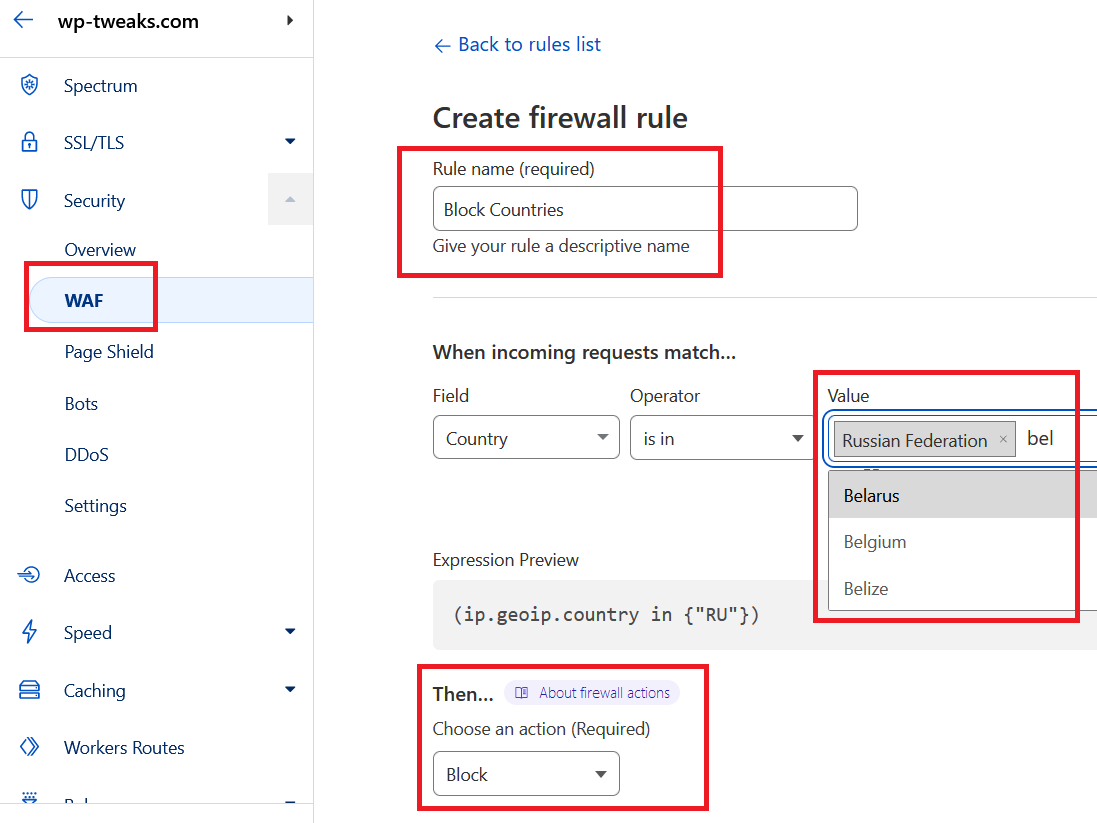 wp-tweaks.com
Spectrum
SSL/TLS
Security
Overview
WAF
Page Shield
Bots
DDoS
Settings
Access
Speed
Caching
Workers Routes
Back to rules list
Create firewall rule
Rule name (required)
Block Countries
Give your rule a descriptive name
When incoming requests match...
Field Operator Value
Country is in Russian Federation × bel
Belarus
Belgium
Belize
Expression Preview
(ip.geoip.country in {"RU"})
Then... About firewall actions
Choose an action (Required)
Block